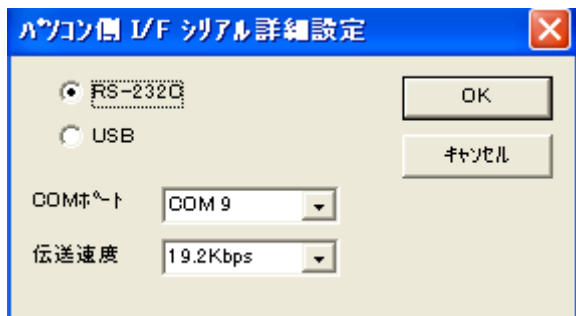 ﾊﾟｿｺﾝ側 I/F ｼﾘｱﾙ詳細設定
RS-232C
OK
USB
ｷｬﾝｾﾙ
COMﾎﾟｰﾄ
COM 9
伝送速度
19.2Kbps